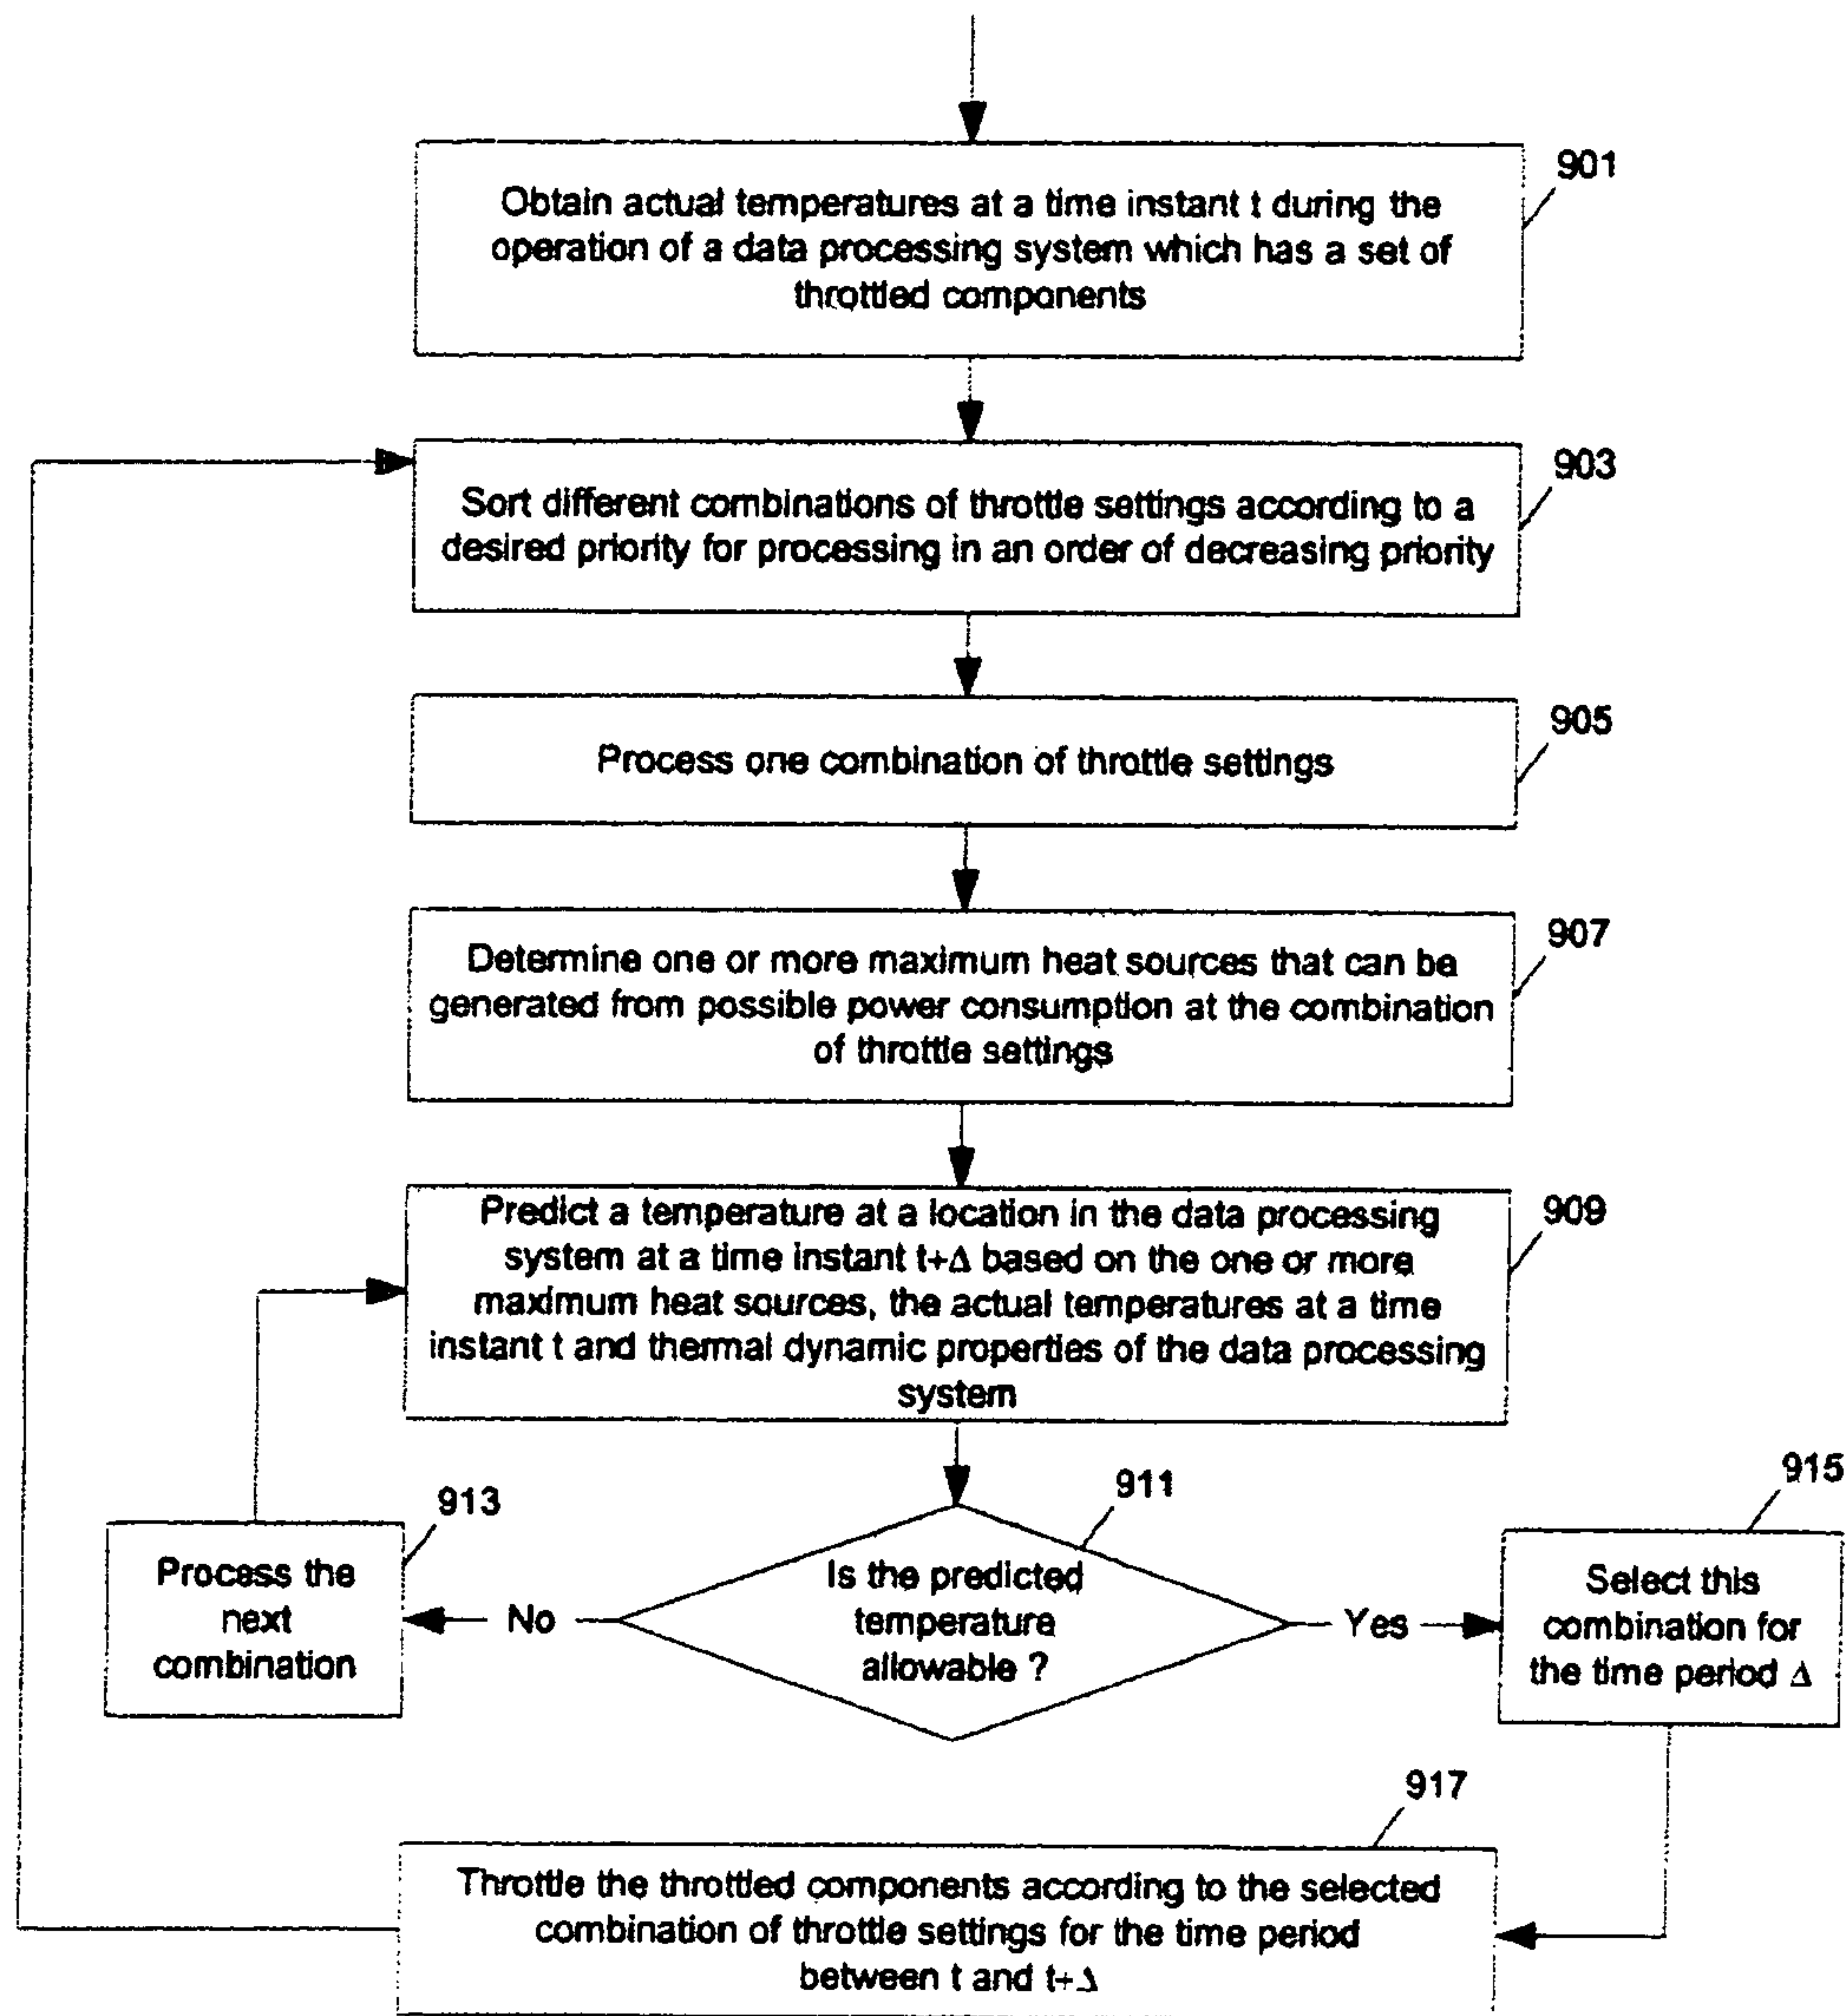 901
Obtain actual temperatures at a time instant t during the
operation of a data processing system which has a set of
throttled components
903
Sort different combinations of throttle settings according to a
desired priority for processing in an order of decreasing priority
905
Process one combination of throttle settings
907
Determine one or more maximum heat sources that can be
generated from possible power consumption at the combination
of throttle settings
909
Predict a temperature at a location in the data processing
system at a time instant t+Δ based on the one or more
maximum heat sources, the actual temperatures at a time
instant t and thermal dynamic properties of the data processing
system
911
Is the predicted
temperature
allowable ?
No
Yes
913
Process the
next
combination
915
Select this
combination for
the time period Δ
917
Throttle the throttled components according to the selected
combination of throttle settings for the time period
between t and t+Δ